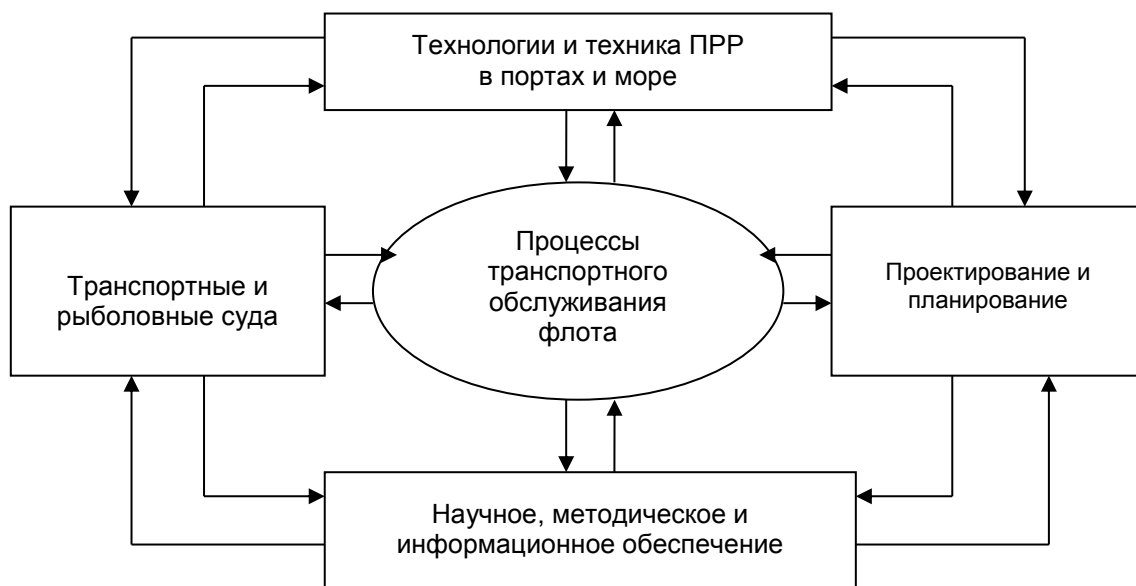 Технологии и техника ПРР
в портах и море
Транспортные и
рыболовные суда
Процессы
транспортного
обслуживания
флота
Проектирование и
планирование
Научное, методическое и
информационное обеспечение